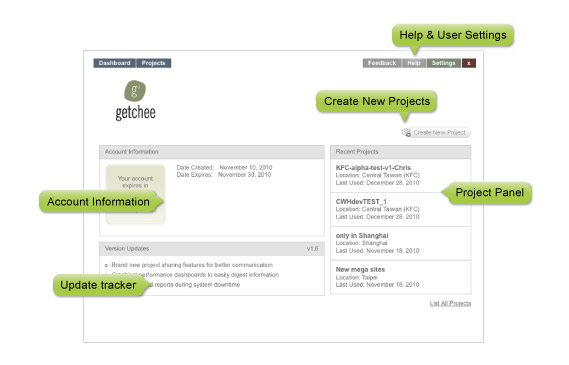 Help & User Settings
Dashboard Projects
Feedback Help Settings x
g
getchee
Create New Projects
Create New Project
Account Information
Your account
expires in
Date Created: November 10, 2010
Date Expires: November 30, 2010
Account Information
Recent Projects
KFC-alpha-test-v1-Chris
Location: Central Taiwan (KFC)
Last Used: December 28, 2010
CWHdevTEST_1
Location: Central Taiwan (KFC)
Last Used: December 28, 2010
only in Shanghai
Location: Shanghai
Last Used: November 18, 2010
New mega sites
Location: Taipei
Last Used: November 18, 2010
Project Panel
List All Projects
Version Updates v1.6
Brand new project sharing features for better communication
performance dashboards to easily digest information
reports during system downtime
Update tracker